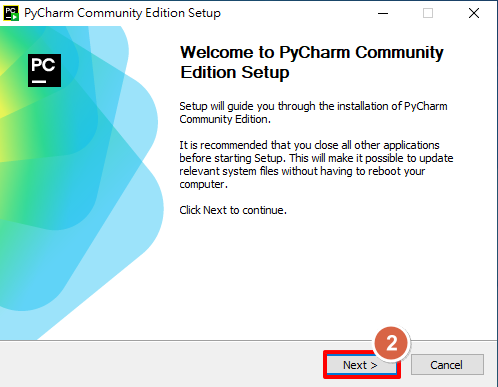 PyCharm Community Edition Setup
PC
Welcome to PyCharm Community
Edition Setup
Setup will guide you through the installation of PyCharm
Community Edition.
It is recommended that you close all other applications
before starting Setup. This will make it possible to update
relevant system files without having to reboot your
computer.
Click Next to continue.
2
Next >
Cancel